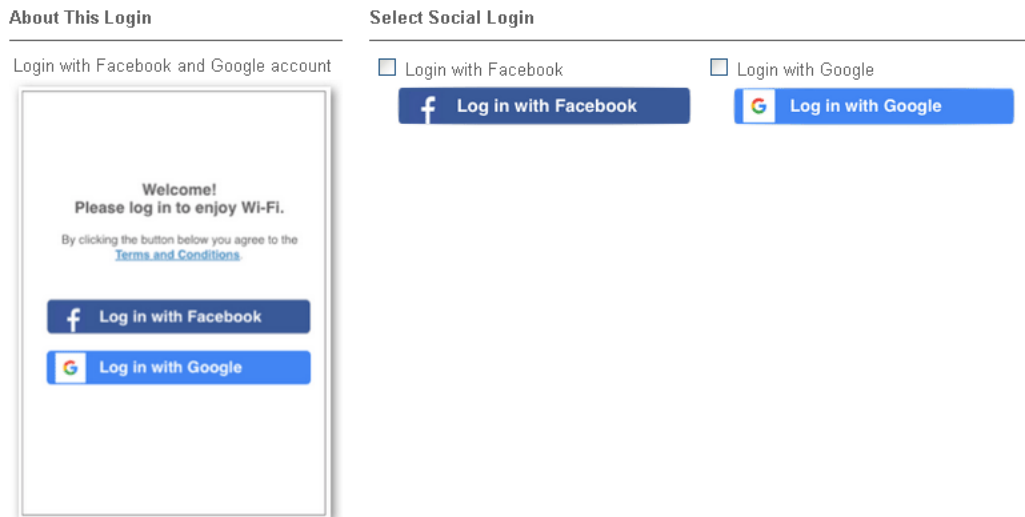 About This Login
Login with Facebook and Google account
Welcome!
Please log in to enjoy Wi-Fi.
By clicking the button below you agree to the
Terms and Conditions.
Log in with Facebook
Log in with Google
Select Social Login
Login with Facebook
Log in with Facebook
Login with Google
Log in with Google